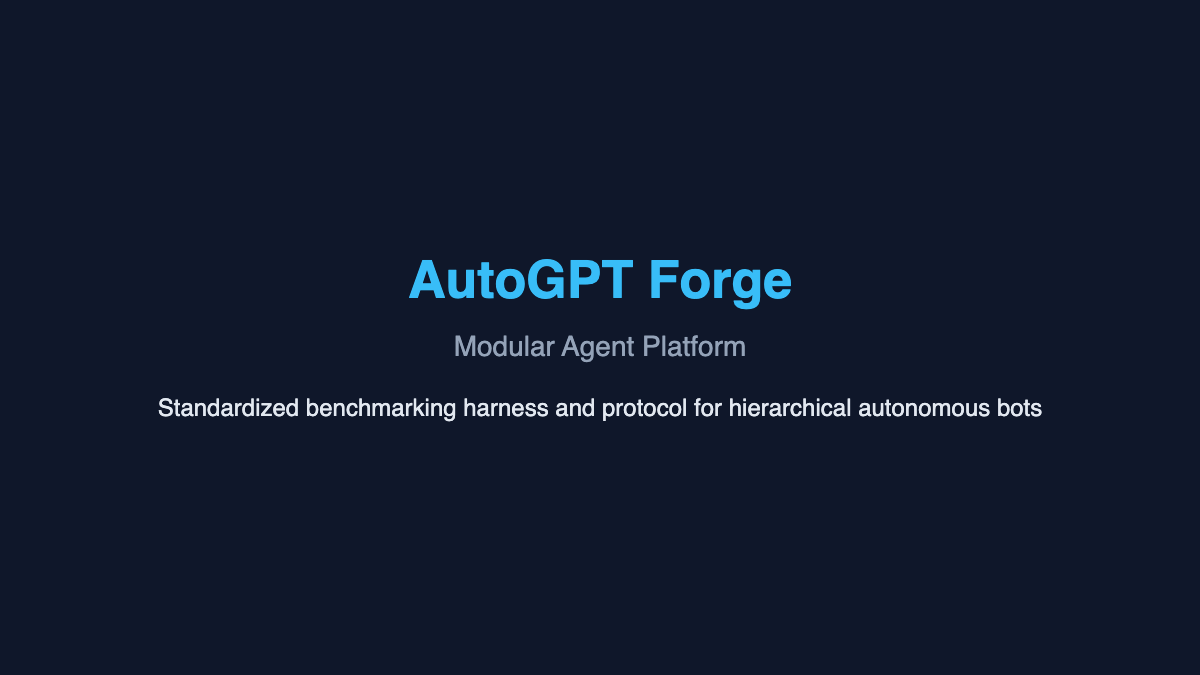 AutoGPT Forge
Modular Agent Platform
Standardized benchmarking harness and protocol for hierarchical autonomous bots